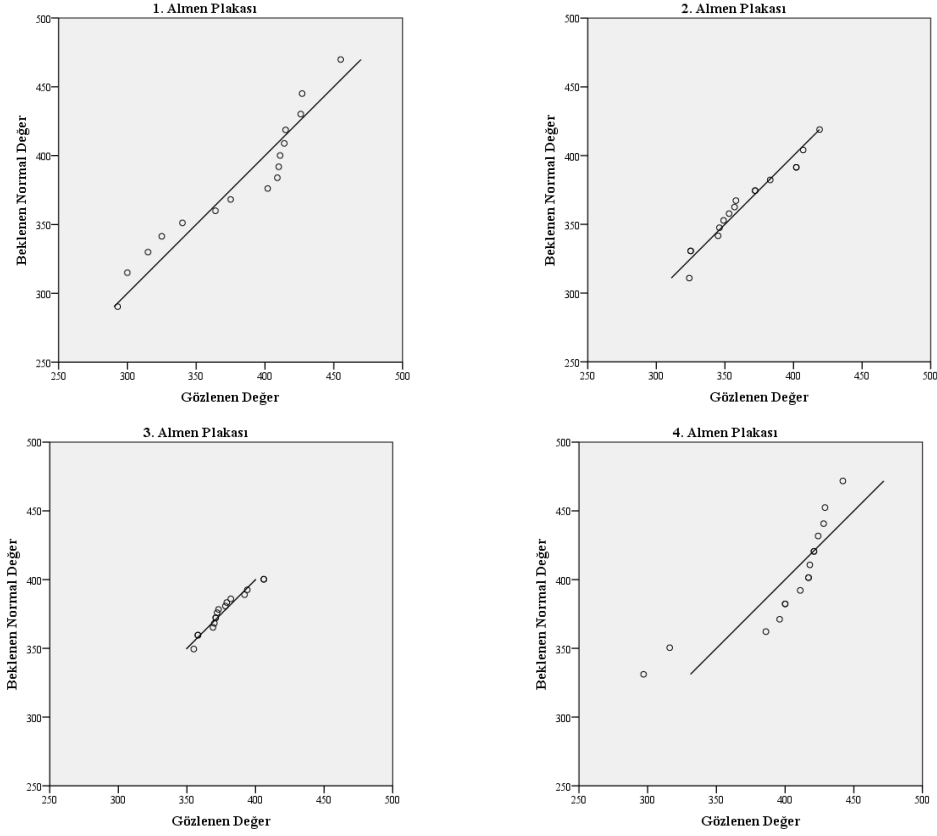 1. Almen Plakası
500
450
400
350
300
250
Beklenen Normal Değer
250 300 350 400 450 500
Gözlenen Değer
2. Almen Plakası
500
450
400
350
300
250
Beklenen Normal Değer
250 300 350 400 450 500
Gözlenen Değer
3. Almen Plakası
500
450
400
350
300
250
Beklenen Normal Değer
250 300 350 400 450 500
Gözlenen Değer
4. Almen Plakası
500
450
400
350
300
250
Beklenen Normal Değer
250 300 350 400 450 500
Gözlenen Değer